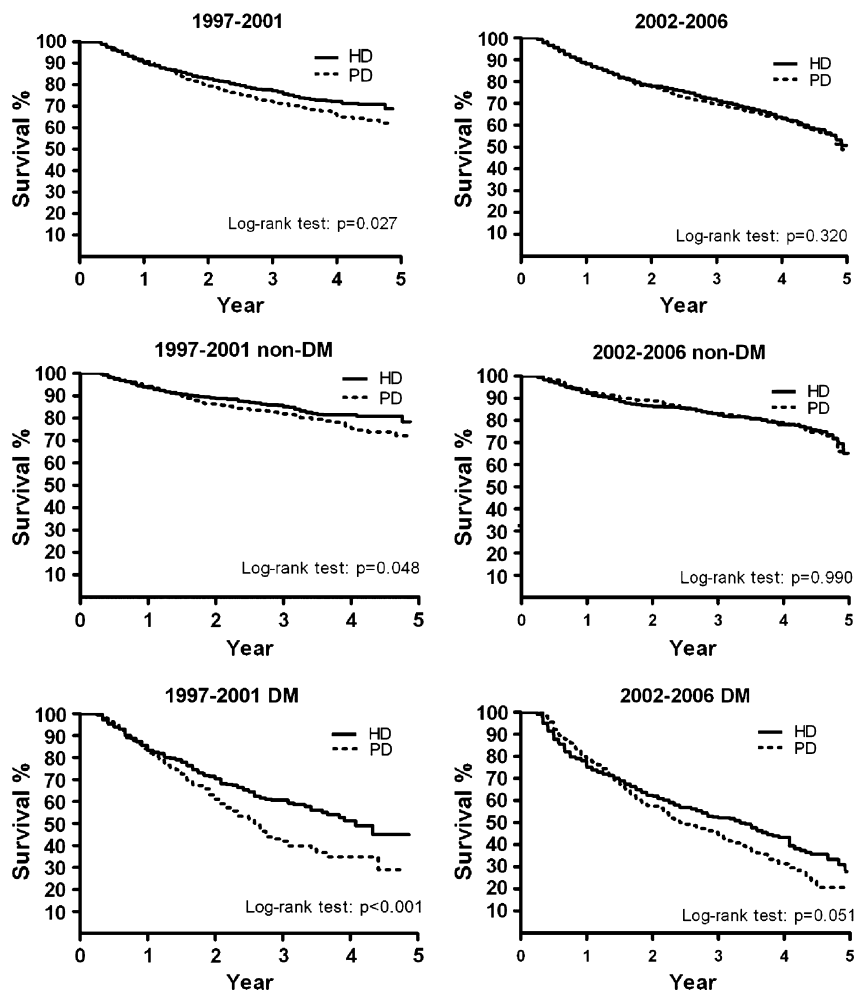 1997-2001
HD
PD
Survival %
100
90
80
70
60
50
40
30
20
10
Log-rank test: p=0.027
0 1 2 3 4 5
Year
2002-2006
HD
PD
Survival %
100
90
80
70
60
50
40
30
20
10
Log-rank test: p=0.320
0 1 2 3 4 5
Year
1997-2001 non-DM
HD
PD
Survival %
100
90
80
70
60
50
40
30
20
10
Log-rank test: p=0.048
0 1 2 3 4 5
Year
2002-2006 non-DM
HD
PD
Survival %
100
90
80
70
60
50
40
30
20
10
Log-rank test: p=0.990
0 1 2 3 4 5
Year
1997-2001 DM
HD
PD
Survival %
100
90
80
70
60
50
40
30
20
10
Log-rank test: p<0.001
0 1 2 3 4 5
Year
2002-2006 DM
HD
PD
Survival %
100
90
80
70
60
50
40
30
20
10
Log-rank test: p=0.051
0 1 2 3 4 5
Year